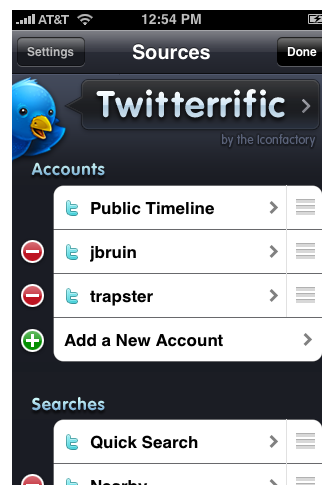 AT&T 12:54 PM
Settings Sources Done
Twitterrific
by the Iconfactory
Accounts
Public Timeline
jbruin
trapster
Add a New Account
Searches
Quick Search
Nearby